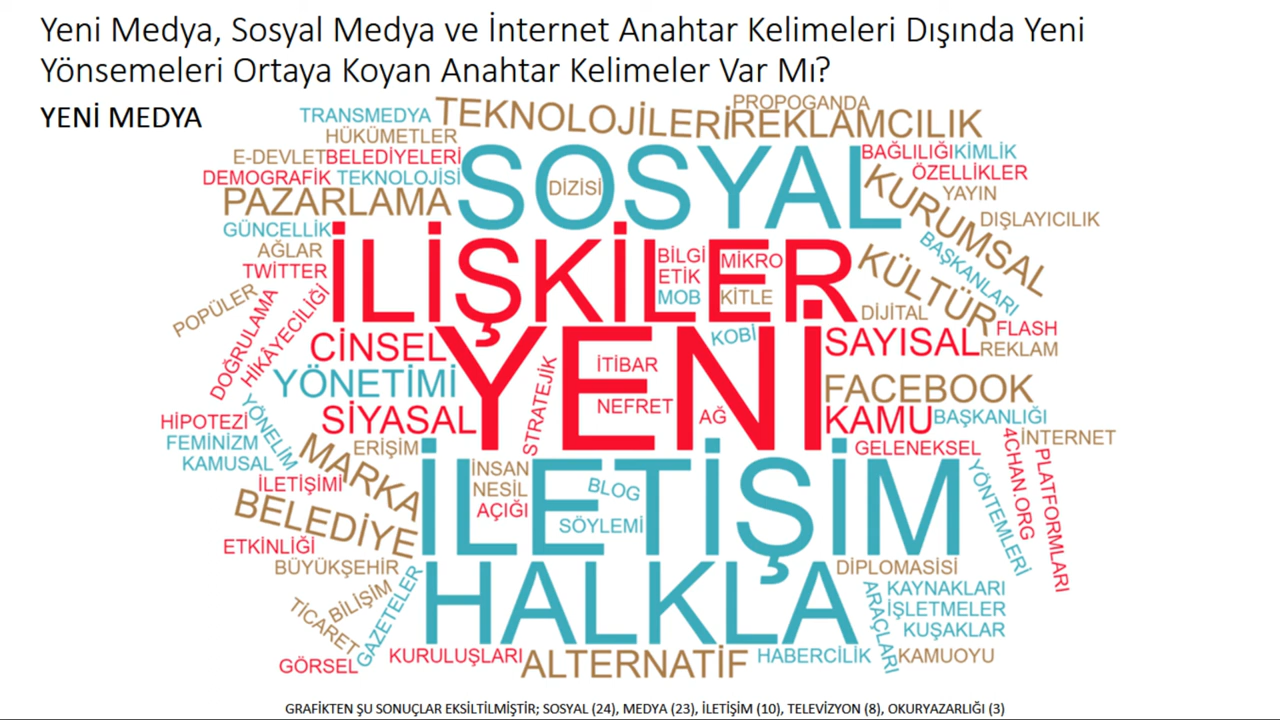 Yeni Medya, Sosyal Medya ve İnternet Anahtar Kelimeleri Dışında Yeni
Yönsemeleri Ortaya Koyan Anahtar Kelimeler Var Mı?
YENİ MEDYA
PROPOGANDA
TRANSMEDYA
TEKNOLOJİLERİ
REKLAMCILIK
HÜKÜMETLER
E-DEVLET
BELEDİYELERİ
SOSYAL
BAĞLILIĞI
KİMLİK
DEMOGRAFİK
TEKNOLOJİSİ
DİZİSİ
ÖZELLİKLER
PAZARLAMA
KURUMSAL
YAYIN
DIŞLAYICILIK
GÜNCELLİK
AĞLAR
TWİTTER
İLİŞKİLER
BİLGİ
ETİK
MOB
MİKRO
KİTLE
KÜLTÜR
BAŞKANLARI
DİJİTAL
POPÜLER
DOĞRULAMA
HİKAYECİLİĞİ
CİNSEL
YENİ
KOBİ
SAYISAL
FLASH
REKLAM
YÖNETİMİ
STRATEJİK
İTİBAR
NEFRET
AĞ
FACEBOOK
SİYASAL
KAMU
BAŞKANLIĞI
HİPOTEZİ
YÖNELİM
FEMİNİZM
KAMUSAL
MARKA
ERİŞİM
GELENEKSEL
İNTERNET
4CHAN.ORG
PLATFORMLARI
İLETİŞİMİ
İLETİŞİM
İNSAN
NESİL
AÇIĞI
BLOG
SÖYLEMİ
YÖNTEMLERİ
BELEDİYE
ETKİNLİĞİ
BÜYÜKŞEHİR
HALKLA
DİPLOMASİSİ
BİLİŞİM
TİCARET
GAZETELER
ARAÇLARI
KAYNAKLARI
İŞLETMELER
KUŞAKLAR
GÖRSEL
KURULUŞLARI
ALTERNATİF
HABERCİLİK
KAMUOYU
GRAFİKTEN ŞU SONUÇLAR EKSİLTİLMİŞTİR; SOSYAL (24), MEDYA (23), İLETİŞİM (10), TELEVİZYON (8), OKURYAZARLIĞI (3)